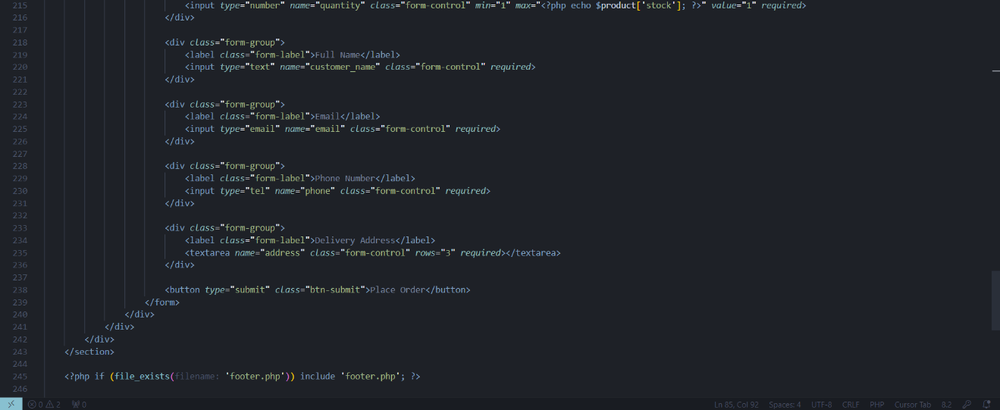 215 <input type="number" name="quantity" class="form-control" min="1" max="<?php echo $product['stock']; ?>" value="1" required>
216 </div>
217
218 <div class="form-group">
219 <label class="form-label">Full Name</label>
220 <input type="text" name="customer_name" class="form-control" required>
221 </div>
222
223 <div class="form-group">
224 <label class="form-label">Email</label>
225 <input type="email" name="email" class="form-control" required>
226 </div>
227
228 <div class="form-group">
229 <label class="form-label">Phone Number</label>
230 <input type="tel" name="phone" class="form-control" required>
231 </div>
232
233 <div class="form-group">
234 <label class="form-label">Delivery Address</label>
235 <textarea name="address" class="form-control" rows="3" required></textarea>
236 </div>
237
238 <button type="submit" class="btn-submit">Place Order</button>
239 </form>
240 </div>
241 </div>
242 </div>
243 </section>
244
245 <?php if (file_exists(filename: 'footer.php')) include 'footer.php'; ?>
246
0 2 0 Ln 85, Col 92 Spaces: 4 UTF-8 CRLF PHP Cursor Tab 8.2